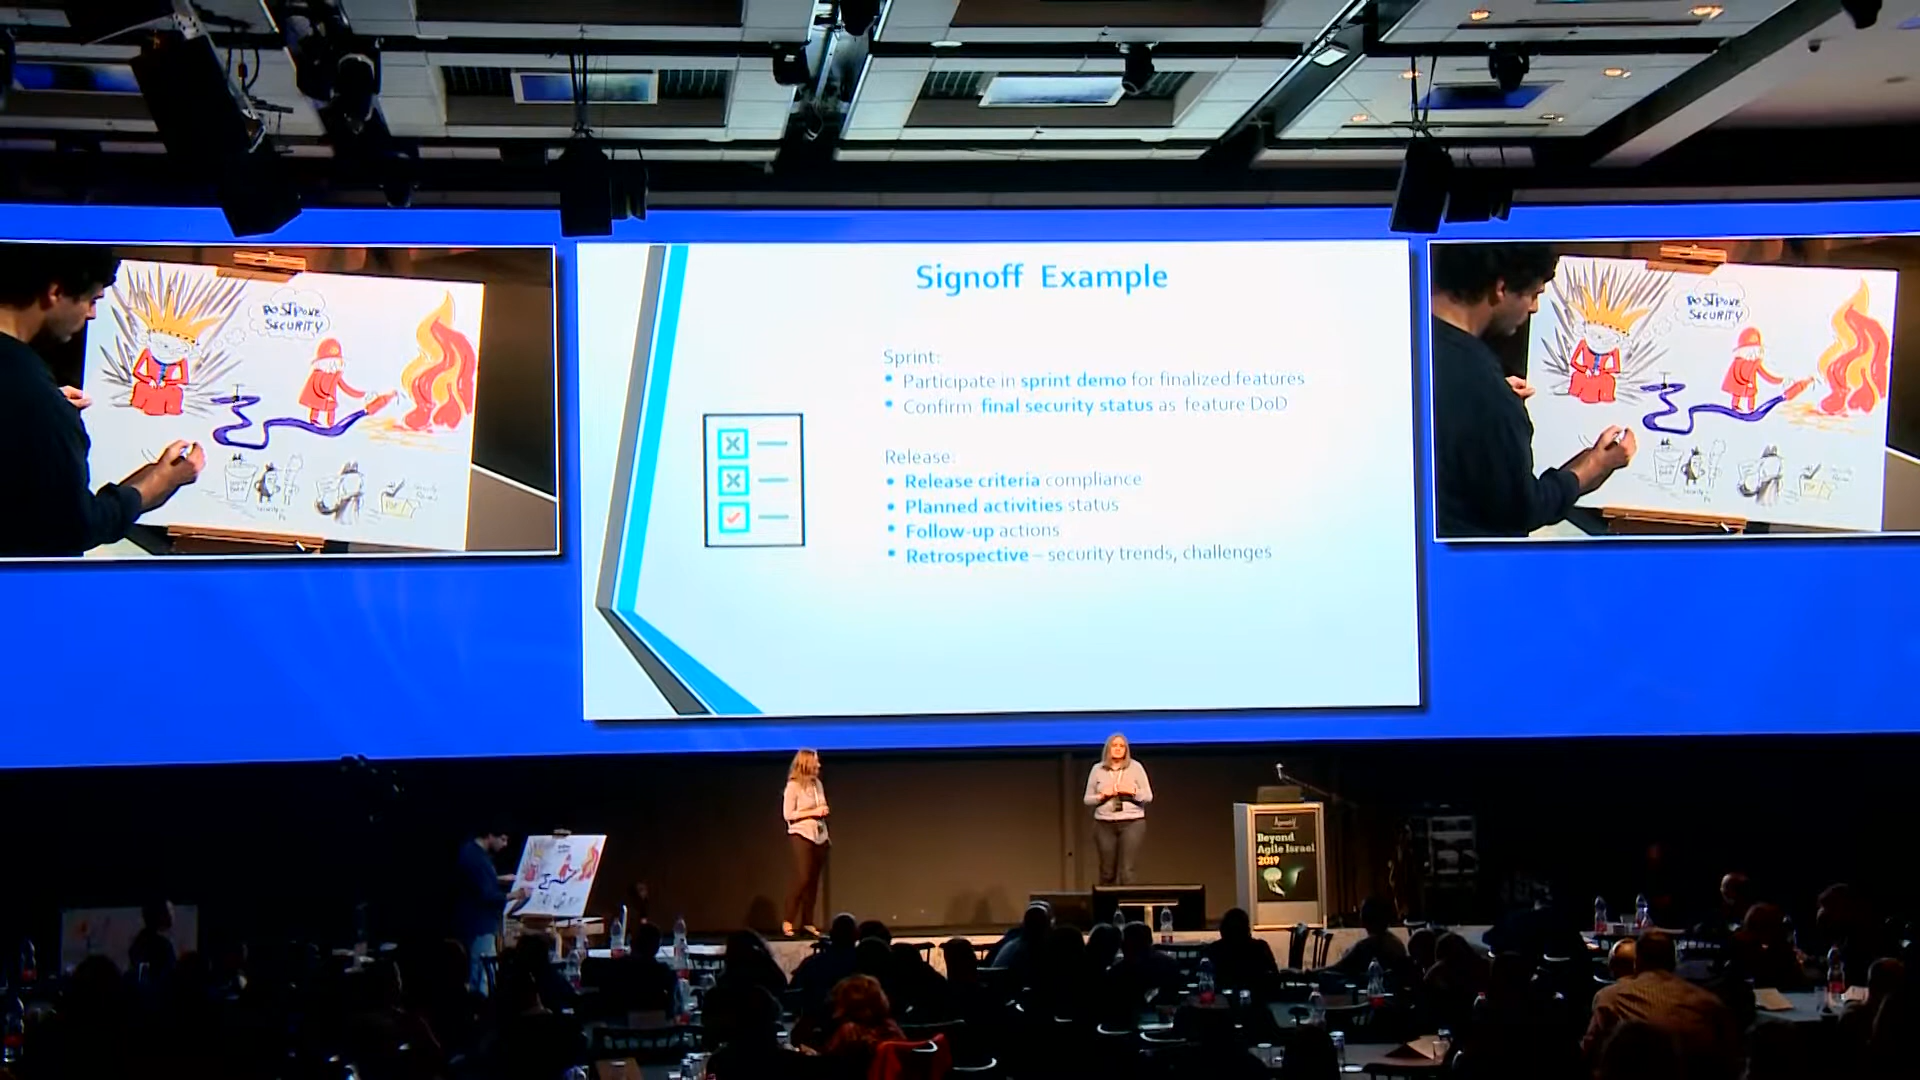 POSTPONE
SECURITY
Signoff Example
Sprint:
• Participate in sprint demo for finalized features
• Confirm final security status as feature DoD
Release:
• Release criteria compliance
• Planned activities status
• Follow-up actions
• Retrospective – security trends, challenges
POSTPONE
SECURITY
Beyond
Agile Israel
2019